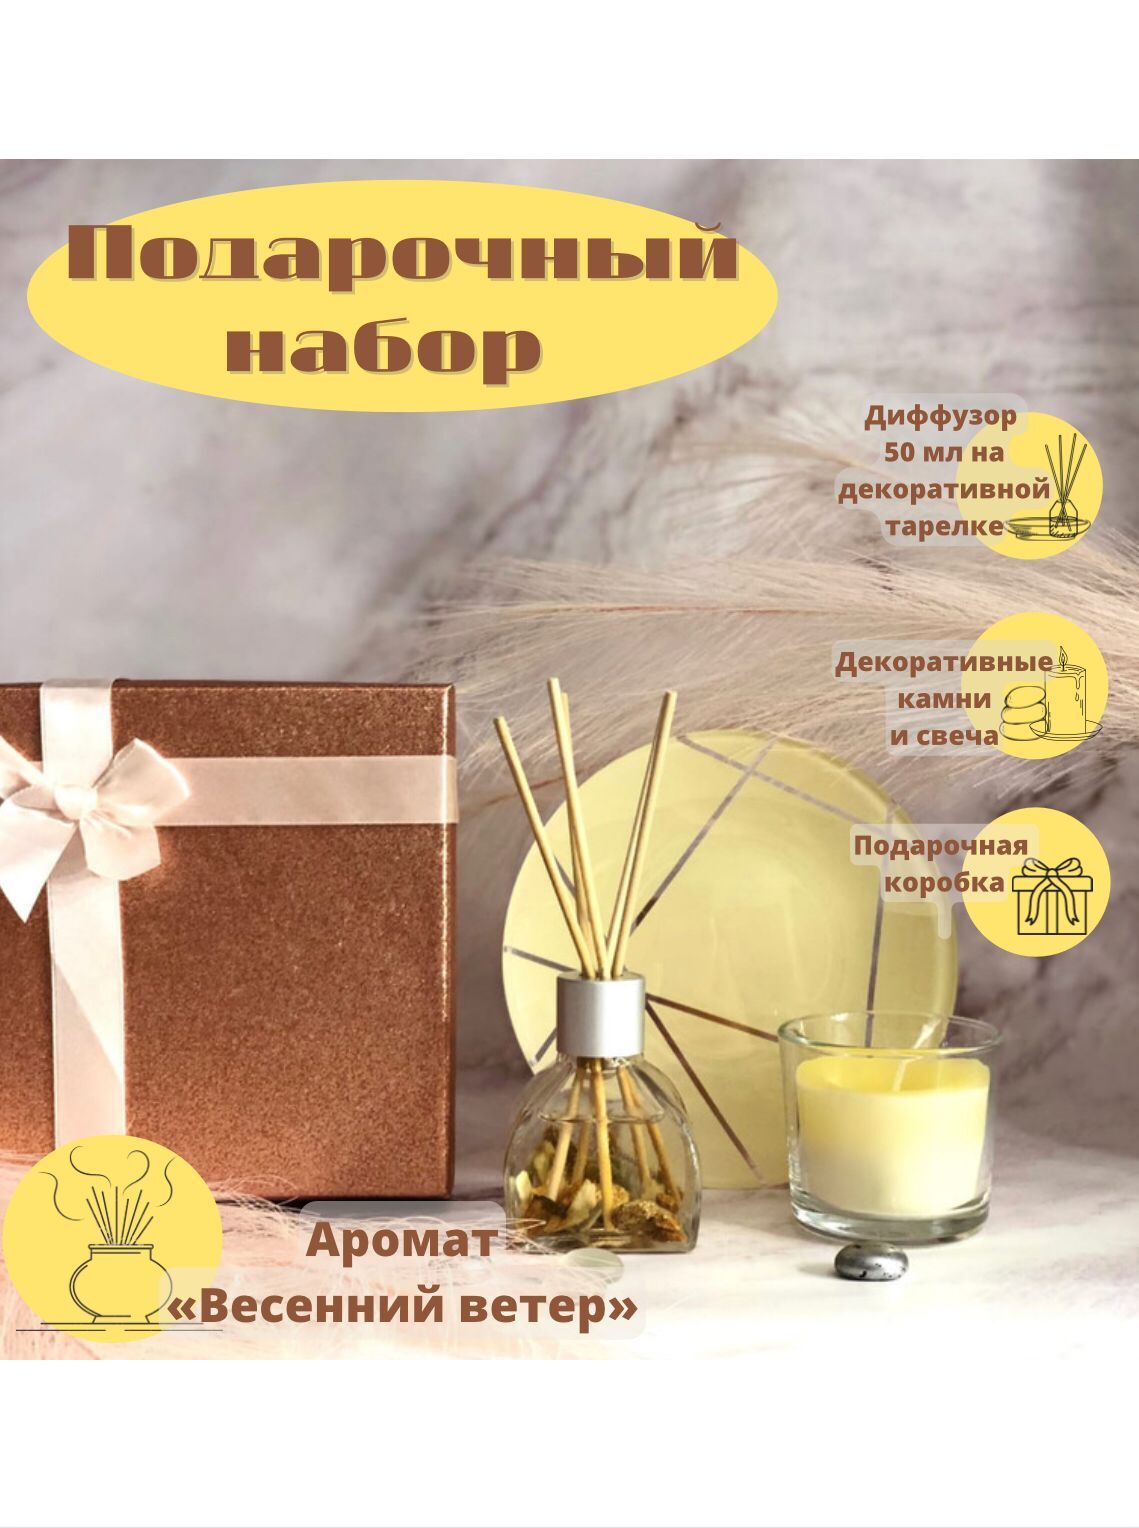 Подарочный
набор
Диффузор
50 мл на
декоративной
тарелке
Декоративные
камни
и свеча
Подарочная
коробка
Аромат
«Весенний ветер»